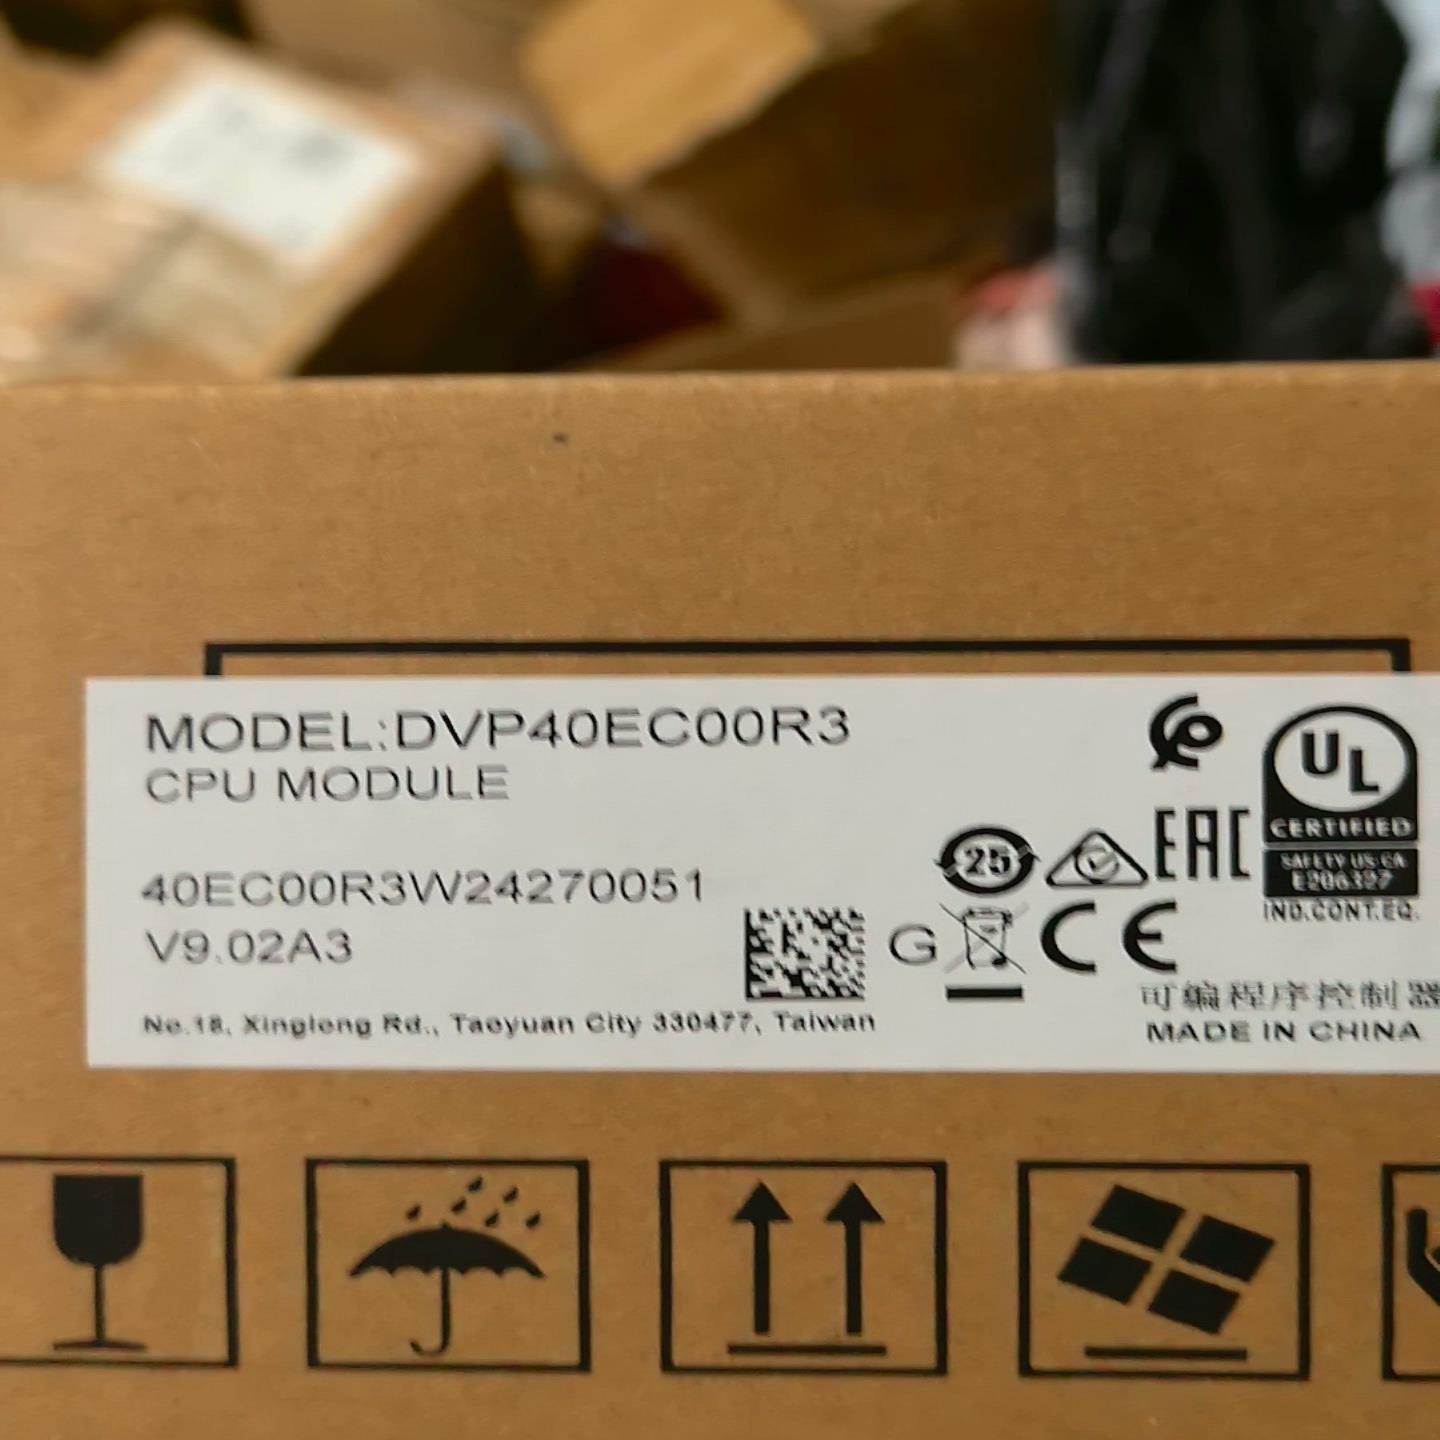 MODEL:DVP40EC00R3
CPU MODULE
40EC00R3W24270051
V9.02A3
No.18, Xinglong Rd., Taoyuan City 330477, Taiwan
25
EAC
UL
CERTIFIED
SAFETY US-CA
E206327
IND.CONT.EQ.
G
CE
可编程序控制器
MADE IN CHINA